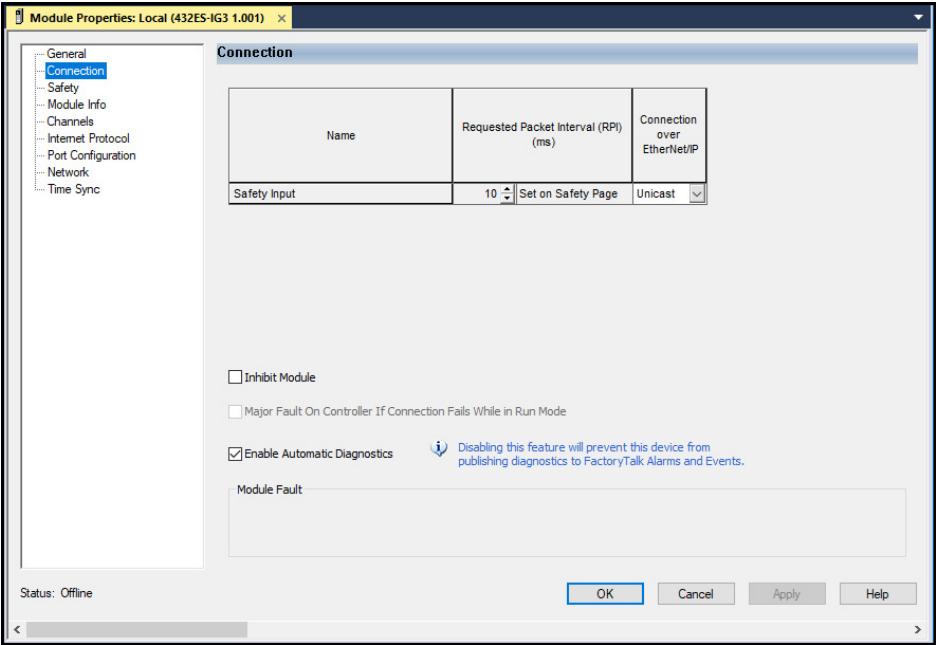 Module Properties: Local (432ES-IG3 1.001) ×
General
Connection
Safety
Module Info
Channels
Internet Protocol
Port Configuration
Network
Time Sync
Connection
Name
Requested Packet Interval (RPI)
(ms)
Connection
over
EtherNet/IP
Safety Input
10
Set on Safety Page
Unicast
Inhibit Module
Major Fault On Controller If Connection Fails While in Run Mode
Enable Automatic Diagnostics
Disabling this feature will prevent this device from
publishing diagnostics to FactoryTalk Alarms and Events.
Module Fault
Status: Offline
OK
Cancel
Apply
Help